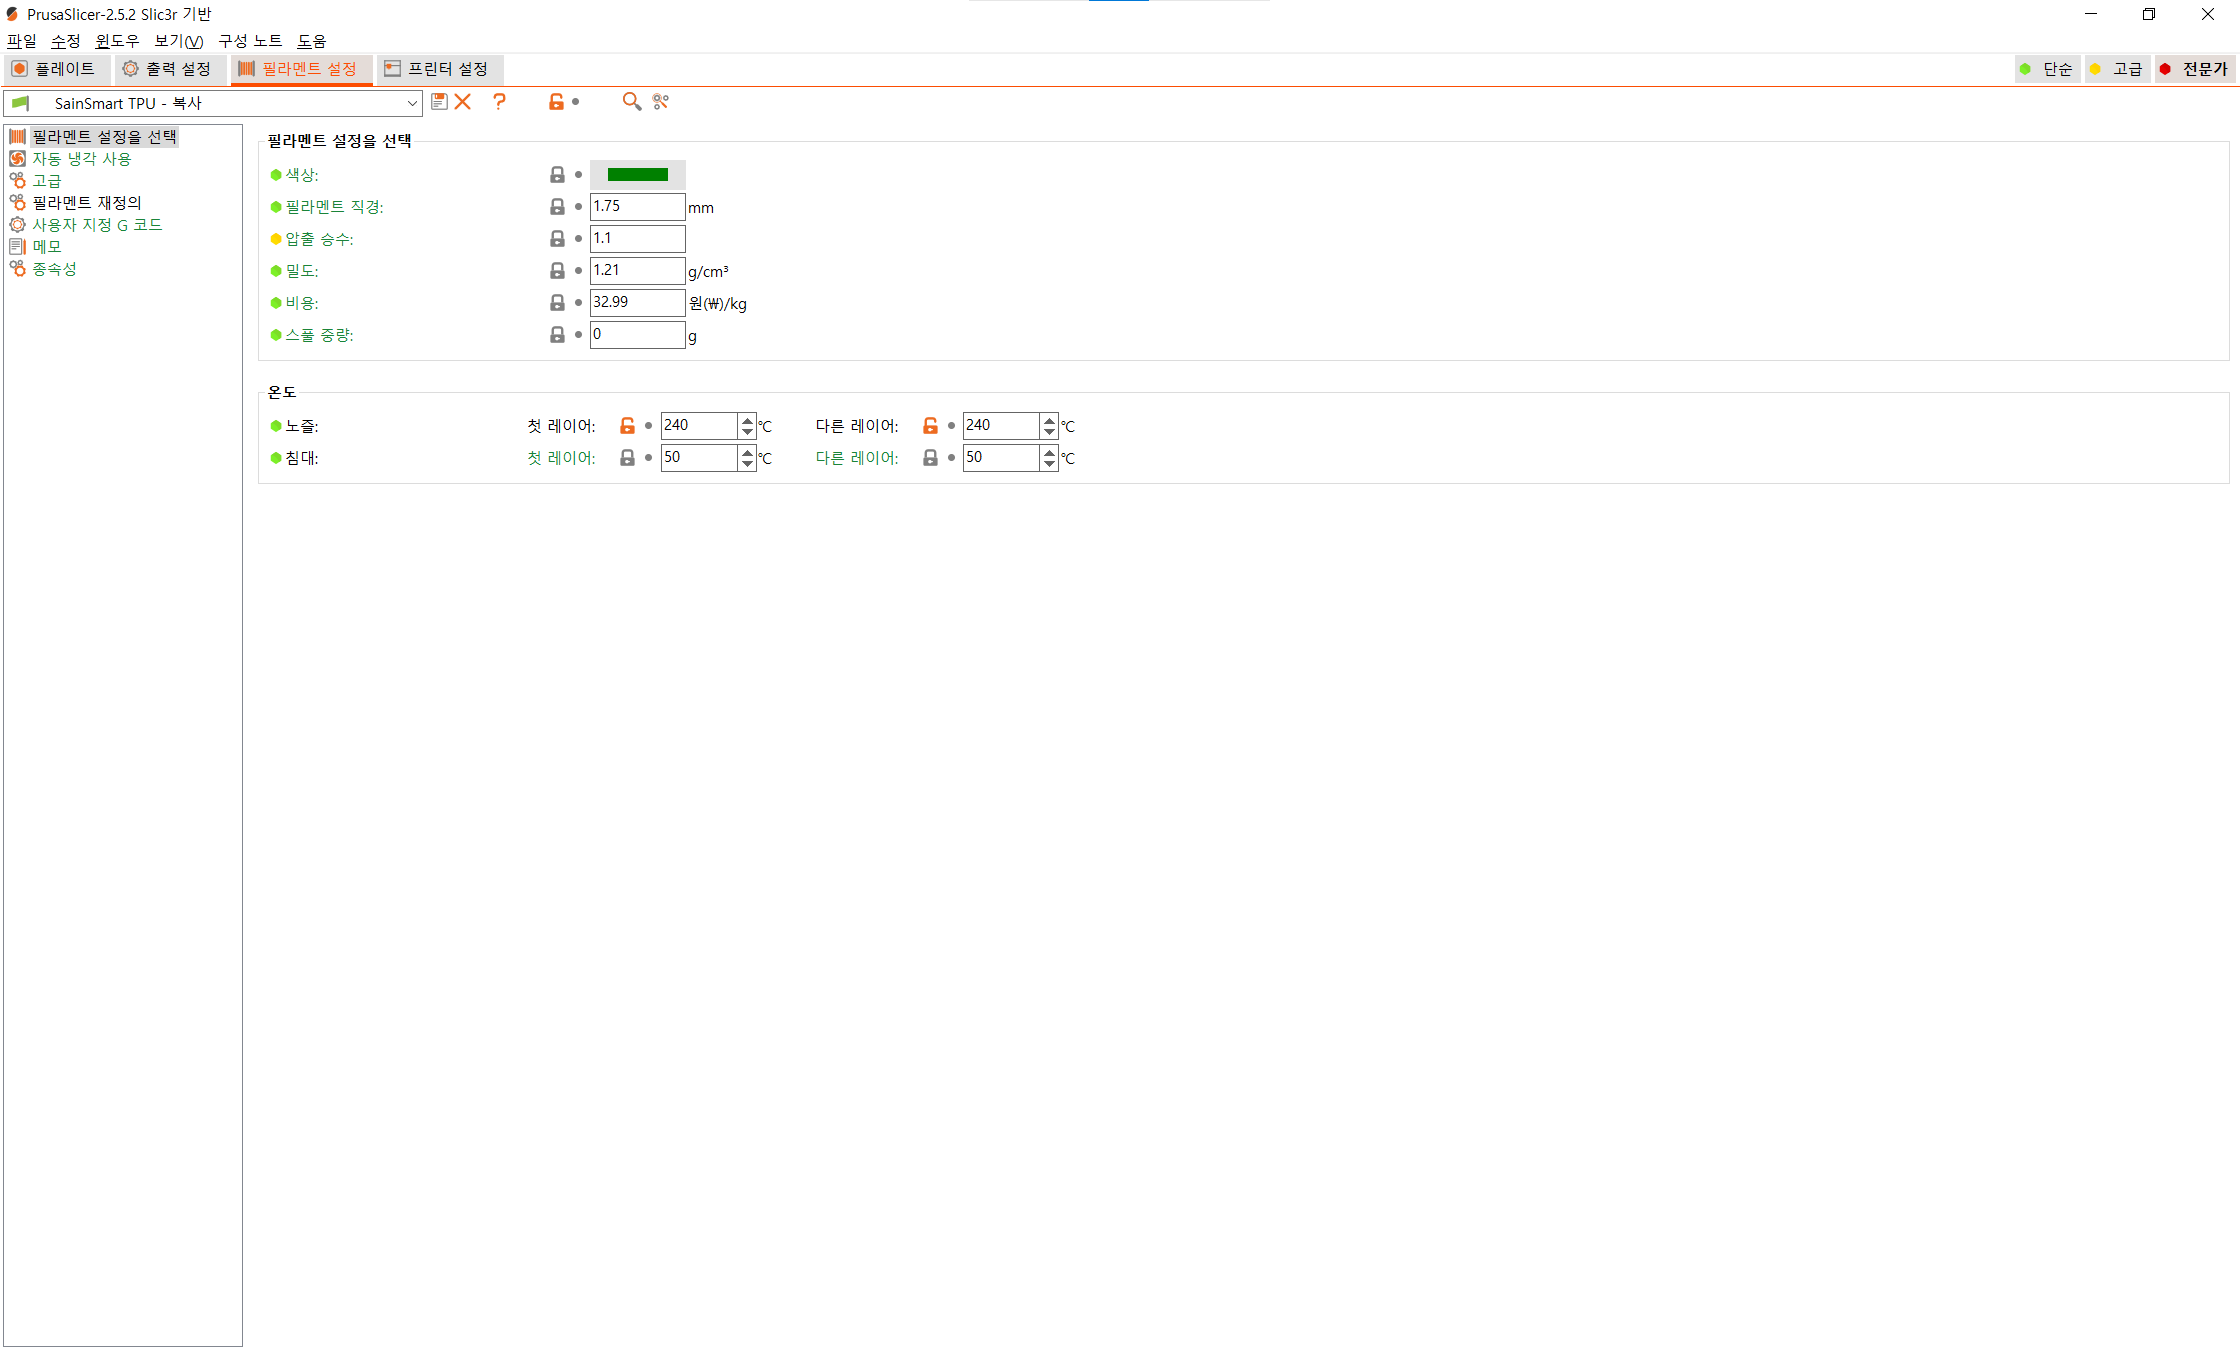 PrusaSlicer-2.5.2 Slic3r 기반
파일 수정 윈도우 보기(V) 구성 노트 도움
플레이트 출력 설정 필라멘트 설정 프린터 설정 단순 고급 전문가
SainSmart TPU - 복사
필라멘트 설정을 선택
자동 냉각 사용
고급
필라멘트 재정의
사용자 지정 G 코드
메모
종속성
필라멘트 설정을 선택
색상:
필라멘트 직경: 1.75 mm
압출 승수: 1.1
밀도: 1.21 g/cm³
비용: 32.99 원(₩)/kg
스풀 중량: 0 g
온도
노즐: 첫 레이어: 240 ℃ 다른 레이어: 240 ℃
침대: 첫 레이어: 50 ℃ 다른 레이어: 50 ℃